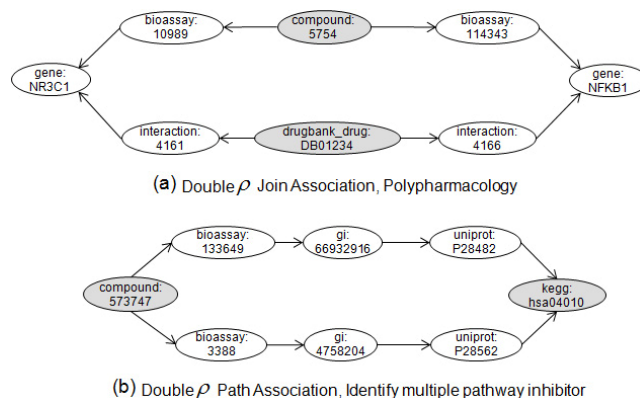 bioassay:
10989
compound:
5754
bioassay:
114343
gene:
NR3C1
gene:
NFKB1
interaction:
4161
drugbank_drug:
DB01234
interaction:
4166
(a) Double ρ Join Association, Polypharmacology
bioassay:
133649
gi:
66932916
uniprot:
P28482
compound:
573747
kegg:
hsa04010
bioassay:
3388
gi:
4758204
uniprot:
P28562
(b) Double ρ Path Association, Identify multiple pathway inhibitor